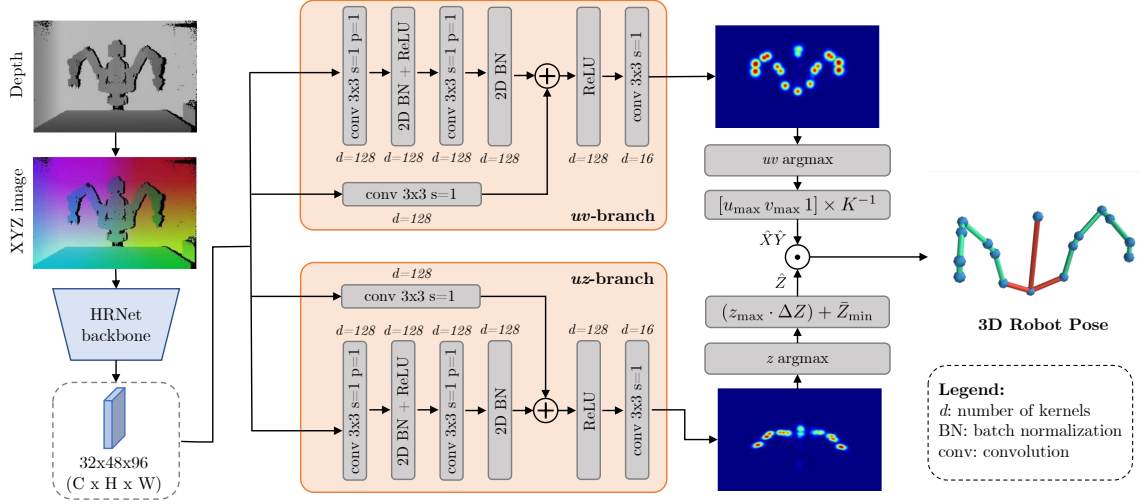 Depth
XYZ image
HRNet
backbone
32x48x96
(C x H x W)
conv 3x3 s=1 p=1
2D BN + ReLU
conv 3x3 s=1 p=1
2D BN
ReLU
conv 3x3 s=1
d=128
d=128
d=128
d=128
d=128
d=16
conv 3x3 s=1
d=128
uv-branch
uz-branch
d=128
conv 3x3 s=1
d=128
d=128
d=128
d=128
d=128
d=16
conv 3x3 s=1 p=1
2D BN + ReLU
conv 3x3 s=1 p=1
2D BN
ReLU
conv 3x3 s=1
uv argmax
[u_max v_max 1] × K⁻¹
X̂Ŷ
Ẑ
(z_max · ΔZ) + Z̄_min
z argmax
3D Robot Pose
Legend:
d: number of kernels
BN: batch normalization
conv: convolution